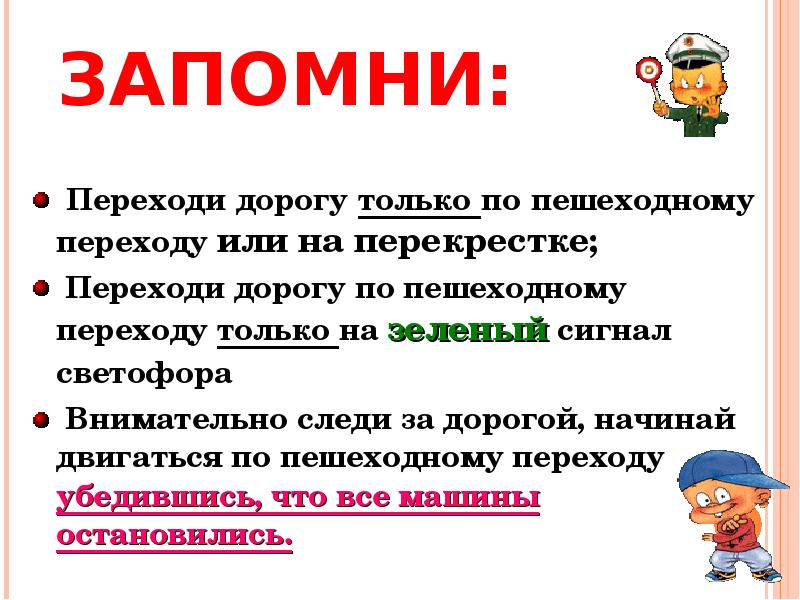 ЗАПОМНИ:
Переходи дорогу только по пешеходному
переходу или на перекрестке;
Переходи дорогу по пешеходному
переходу только на зеленый сигнал
светофора
Внимательно следи за дорогой, начинай
двигаться по пешеходному переходу
убедившись, что все машины
остановились.